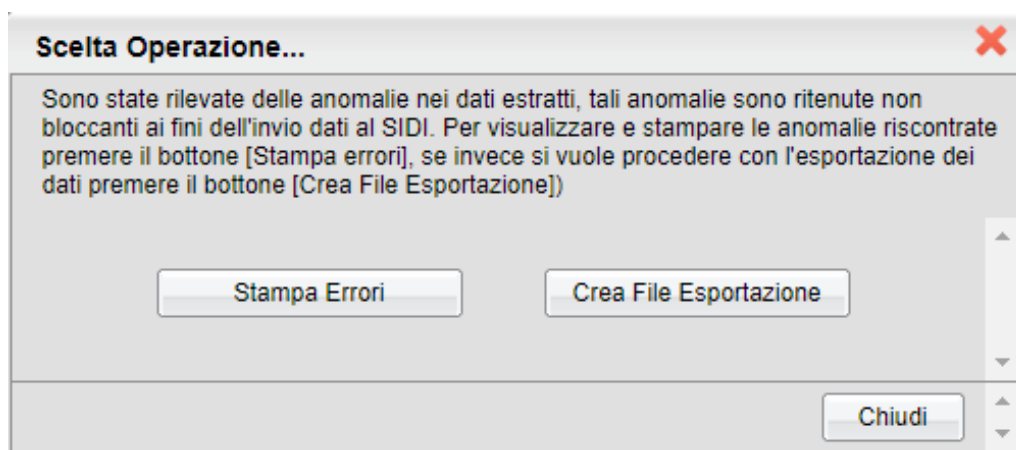 Scelta Operazione...
Sono state rilevate delle anomalie nei dati estratti, tali anomalie sono ritenute non
bloccanti ai fini dell'invio dati al SIDI. Per visualizzare e stampare le anomalie riscontrate
premere il bottone [Stampa errori], se invece si vuole procedere con l'esportazione dei
dati premere il bottone [Crea File Esportazione])
Stampa Errori
Crea File Esportazione
Chiudi